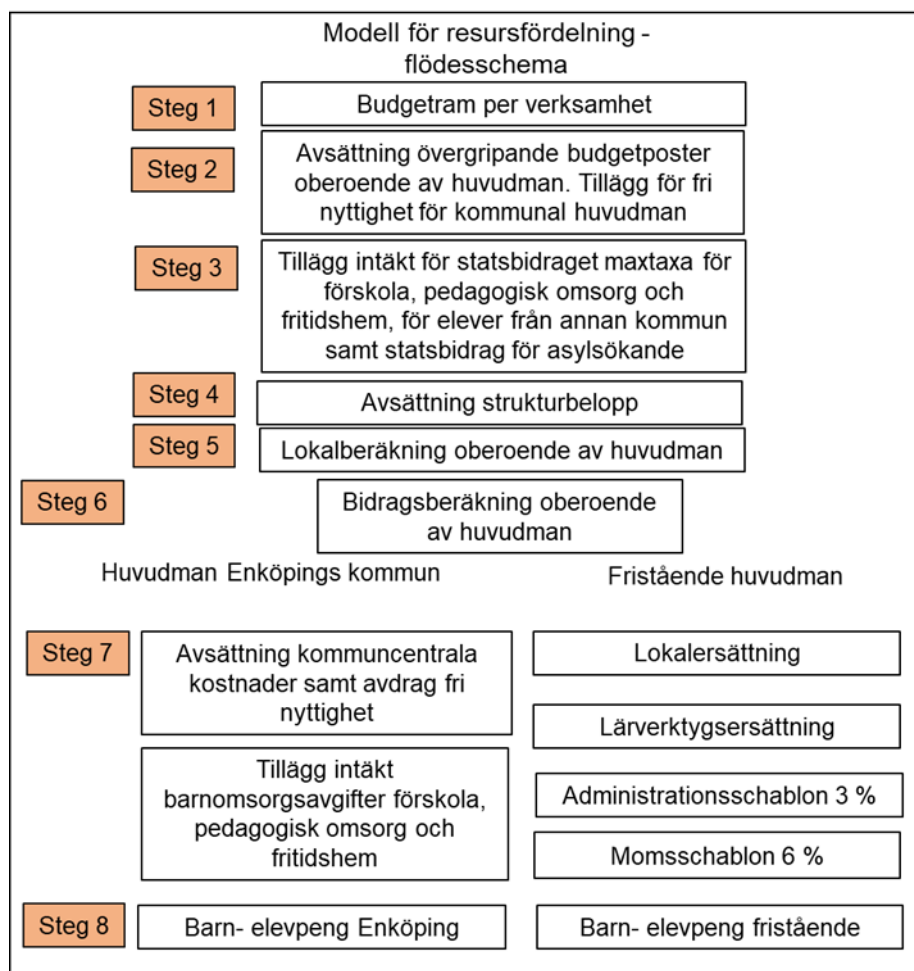 Modell för resursfördelning -
flödesschema
Steg 1
Budgetram per verksamhet
Steg 2
Avsättning övergripande budgetposter
oberoende av huvudman. Tillägg för fri
nyttighet för kommunal huvudman
Steg 3
Tillägg intäkt för statsbidraget maxtaxa för
förskola, pedagogisk omsorg och
fritidshem, för elever från annan kommun
samt statsbidrag för asylsökande
Steg 4
Avsättning strukturbelopp
Steg 5
Lokalberäkning oberoende av huvudman
Steg 6
Bidragsberäkning oberoende
av huvudman
Huvudman Enköpings kommun
Fristående huvudman
Steg 7
Avsättning kommuncentrala
kostnader samt avdrag fri
nyttighet
Tillägg intäkt
barnomsorgsavgifter förskola,
pedagogisk omsorg och
fritidshem
Lokalersättning
Lärverktygsersättning
Administrationsschablon 3 %
Momsschablon 6 %
Steg 8
Barn- elevpeng Enköping
Barn- elevpeng fristående